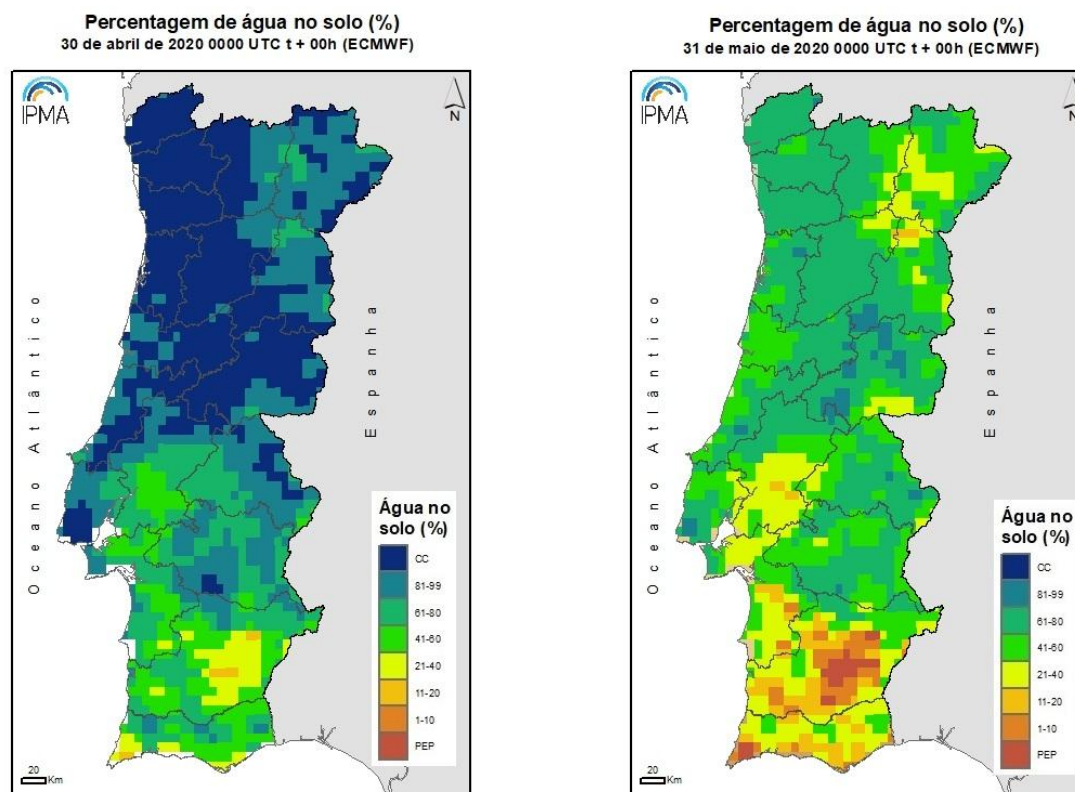 Percentagem de água no solo (%)
30 de abril de 2020 0000 UTC t + 00h (ECMWF)
IPMA
N
Oceano Atlântico
Espanha
Água no
solo (%)
CC
81-99
61-80
41-60
21-40
11-20
1-10
PEP
20
Km
Percentagem de água no solo (%)
31 de maio de 2020 0000 UTC t + 00h (ECMWF)
IPMA
N
Oceano Atlântico
Espanha
Água no
solo (%)
CC
81-99
61-80
41-60
21-40
11-20
1-10
PEP
20
Km